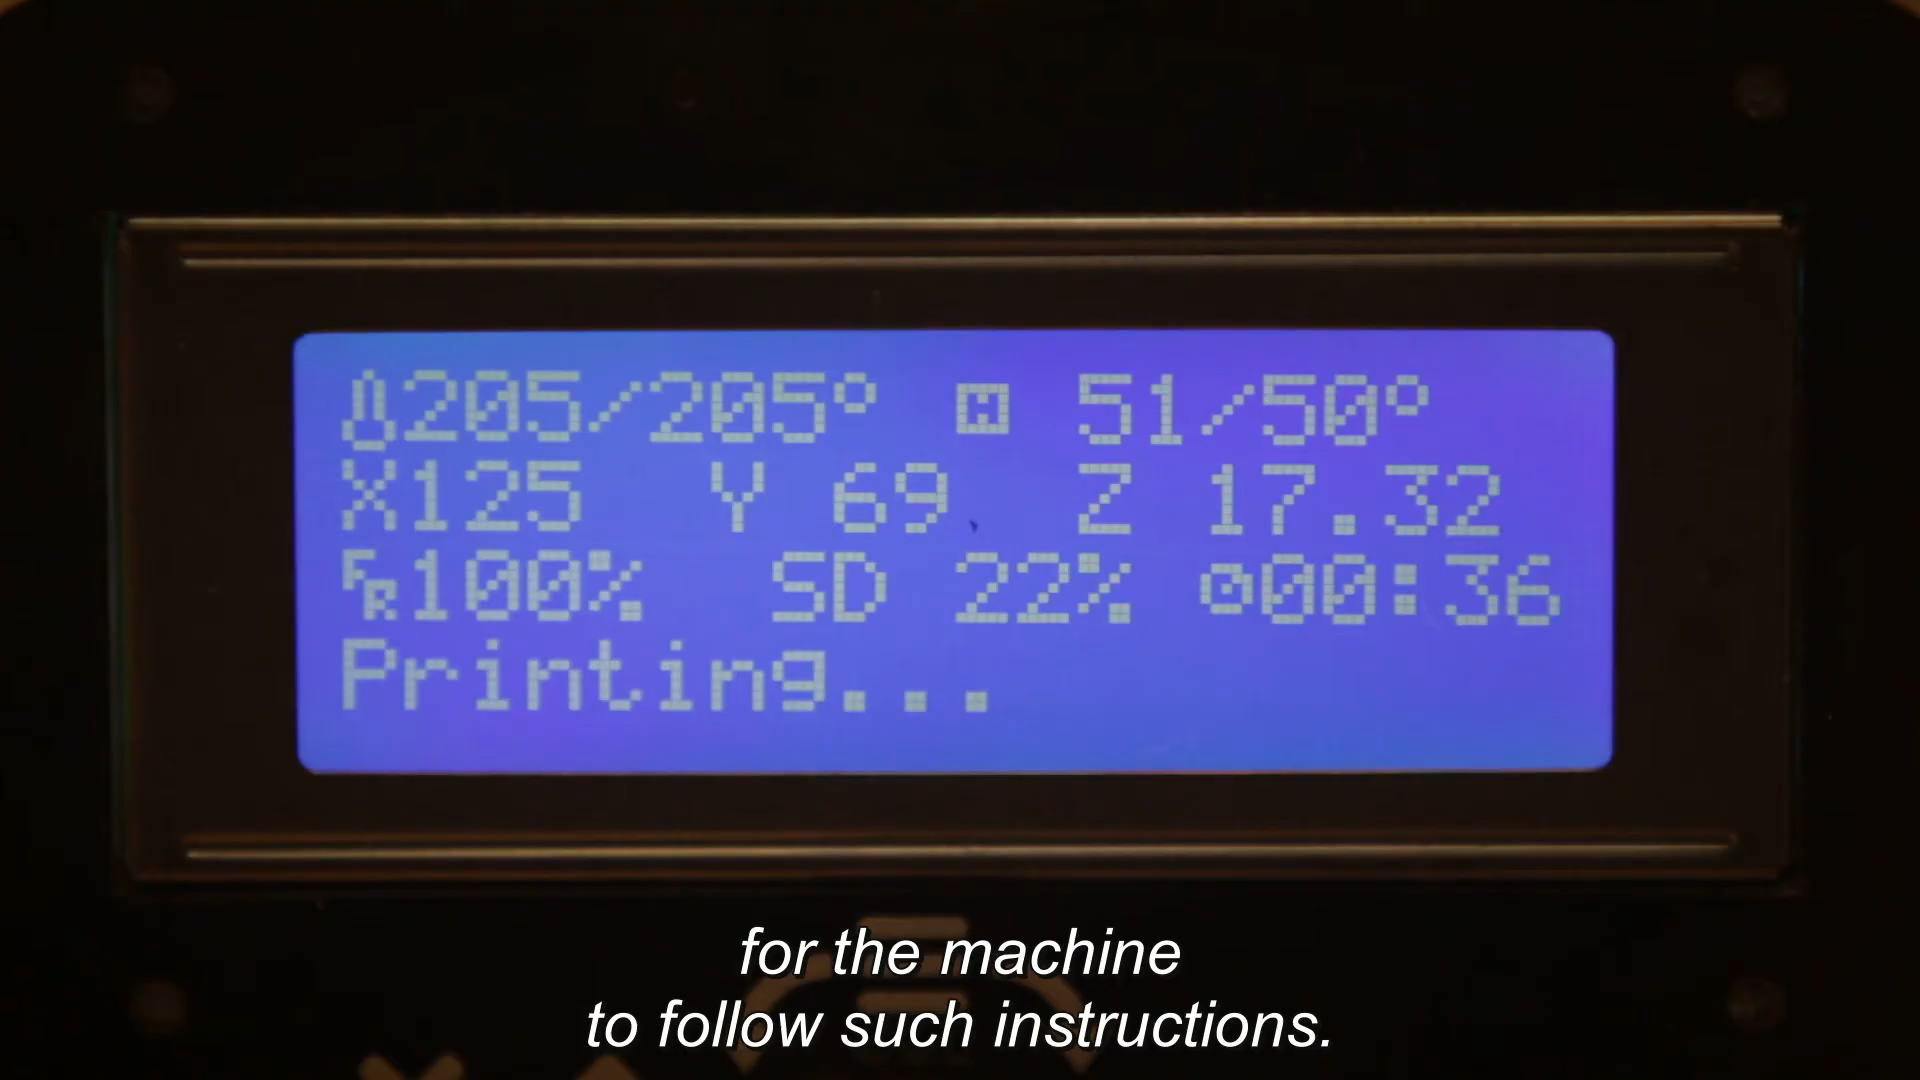 205/205° 51/50°
X125 Y 69 Z 17.32
FR100% SD 22% 00:36
Printing...
for the machine
to follow such instructions.